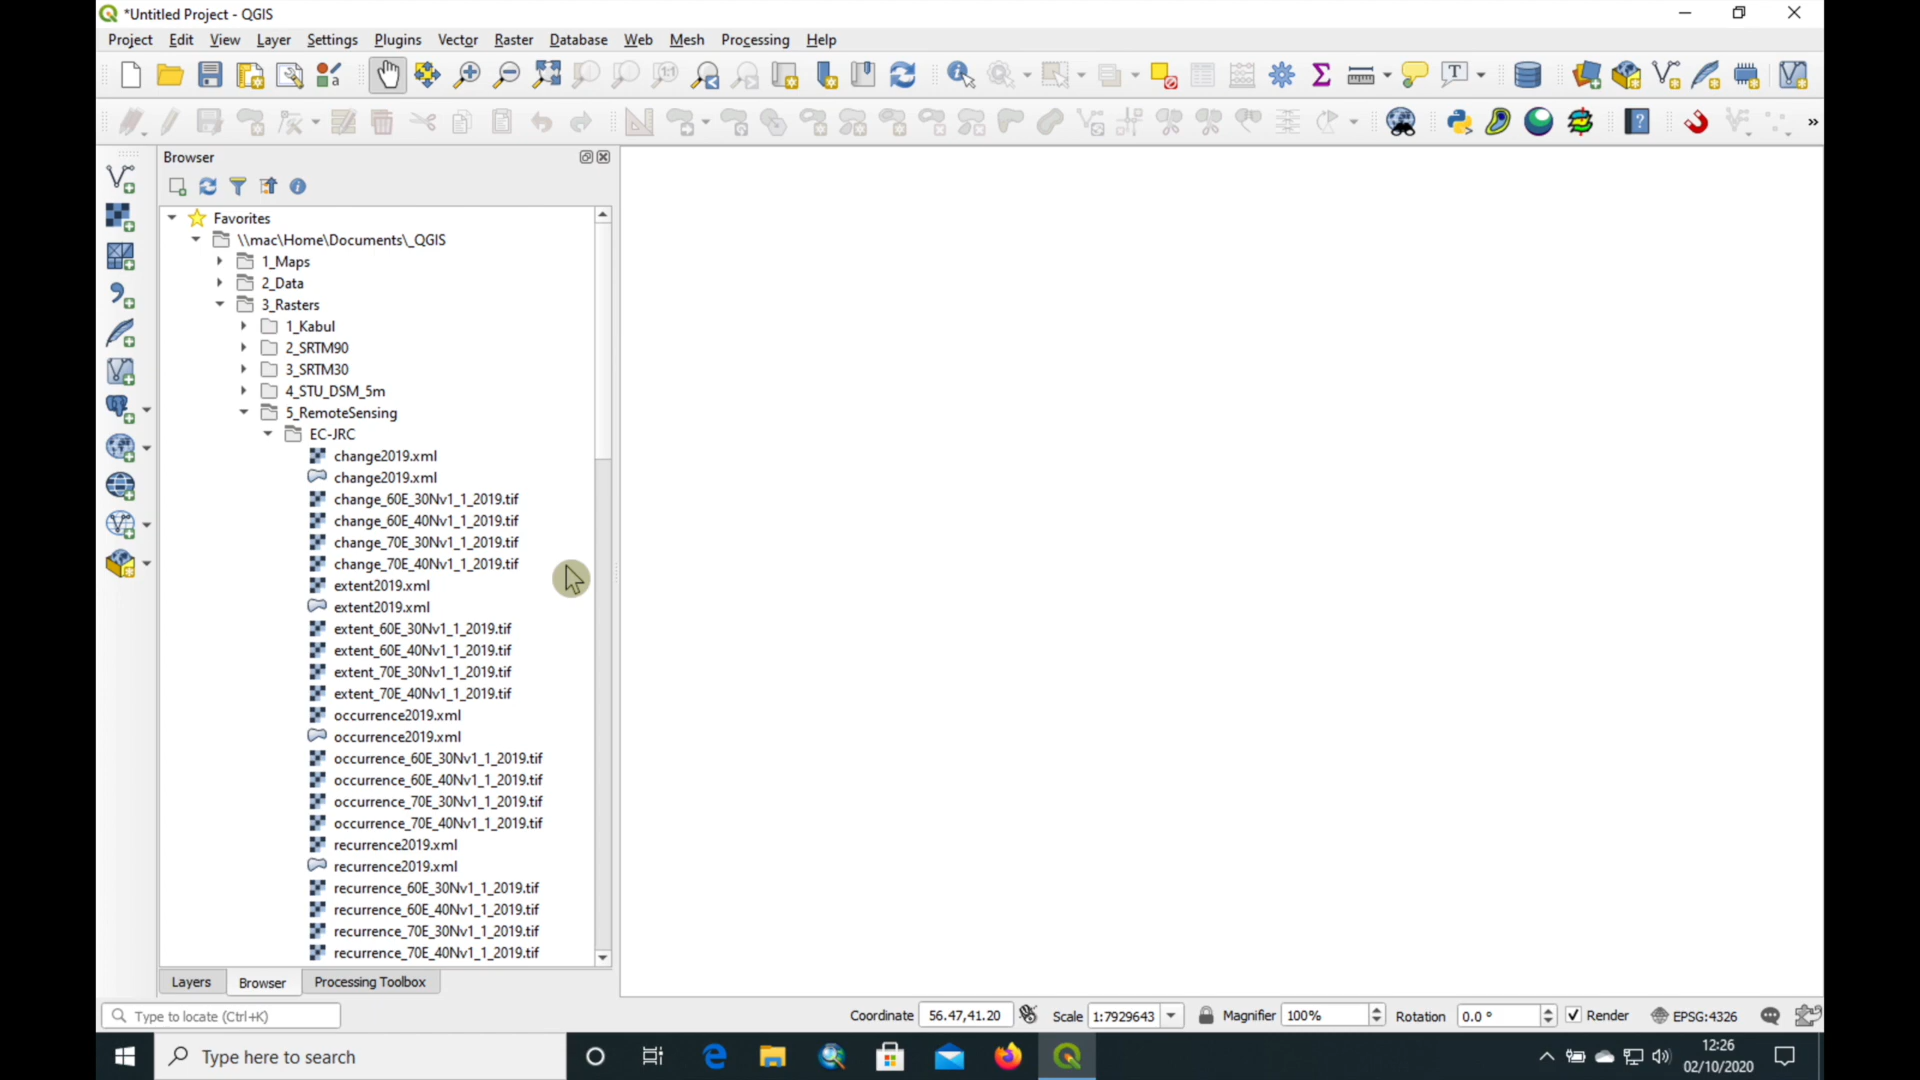 *Untitled Project - QGIS
Project Edit View Layer Settings Plugins Vector Raster Database Web Mesh Processing Help
Browser
Favorites
\\mac\Home\Documents\_QGIS
1_Maps
2_Data
3_Rasters
1_Kabul
2_SRTM90
3_SRTM30
4_STU_DSM_5m
5_RemoteSensing
EC-JRC
change2019.xml
change2019.xml
change_60E_30Nv1_1_2019.tif
change_60E_40Nv1_1_2019.tif
change_70E_30Nv1_1_2019.tif
change_70E_40Nv1_1_2019.tif
extent2019.xml
extent2019.xml
extent_60E_30Nv1_1_2019.tif
extent_60E_40Nv1_1_2019.tif
extent_70E_30Nv1_1_2019.tif
extent_70E_40Nv1_1_2019.tif
occurrence2019.xml
occurrence2019.xml
occurrence_60E_30Nv1_1_2019.tif
occurrence_60E_40Nv1_1_2019.tif
occurrence_70E_30Nv1_1_2019.tif
occurrence_70E_40Nv1_1_2019.tif
recurrence2019.xml
recurrence2019.xml
recurrence_60E_30Nv1_1_2019.tif
recurrence_60E_40Nv1_1_2019.tif
recurrence_70E_30Nv1_1_2019.tif
recurrence_70E_40Nv1_1_2019.tif
Layers Browser Processing Toolbox
Type to locate (Ctrl+K) Coordinate 56.47,41.20 Scale 1:7929643 Magnifier 100% Rotation 0.0 ° Render EPSG:4326
Type here to search
12:26
02/10/2020